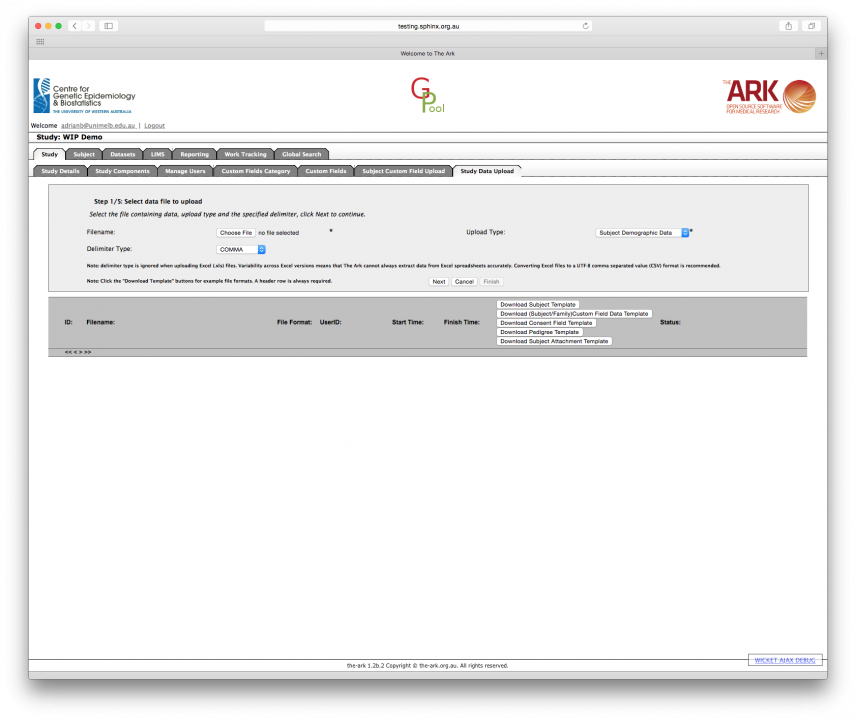 testing.sphinx.org.au
Welcome to The Ark
Centre for
Genetic Epidemiology
& Biostatistics
THE UNIVERSITY OF WESTERN AUSTRALIA
G
Pool
THE ARK
OPEN SOURCE SOFTWARE
FOR MEDICAL RESEARCH
Welcome adrianb@unimelb.edu.au | Logout
Study: WIP Demo
Study Subject Datasets LIMS Reporting Work Tracking Global Search
Study Details Study Components Manage Users Custom Fields Category Custom Fields Subject Custom Field Upload Study Data Upload
Step 1/5: Select data file to upload
Select the file containing data, upload type and the specified delimiter, click Next to continue.
Filename: Choose File no file selected * Upload Type: Subject Demographic Data *
Delimiter Type: COMMA
Note: delimiter type is ignored when uploading Excel (.xls) files. Variability across Excel versions means that The Ark cannot always extract data from Excel spreadsheets accurately. Converting Excel files to a UTF-8 comma separated value (CSV) format is recommended.
Note: Click the "Download Template" buttons for example file formats. A header row is always required. Next Cancel Finish
Download Subject Template
Download (Subject/Family)Custom Field Data Template
ID: Filename: File Format: UserID: Start Time: Finish Time: Download Consent Field Template Status:
Download Pedigree Template
Download Subject Attachment Template
<< < > >>
WICKET AJAX DEBUG
the-ark 1.2b.2 Copyright © the-ark.org.au. All rights reserved.